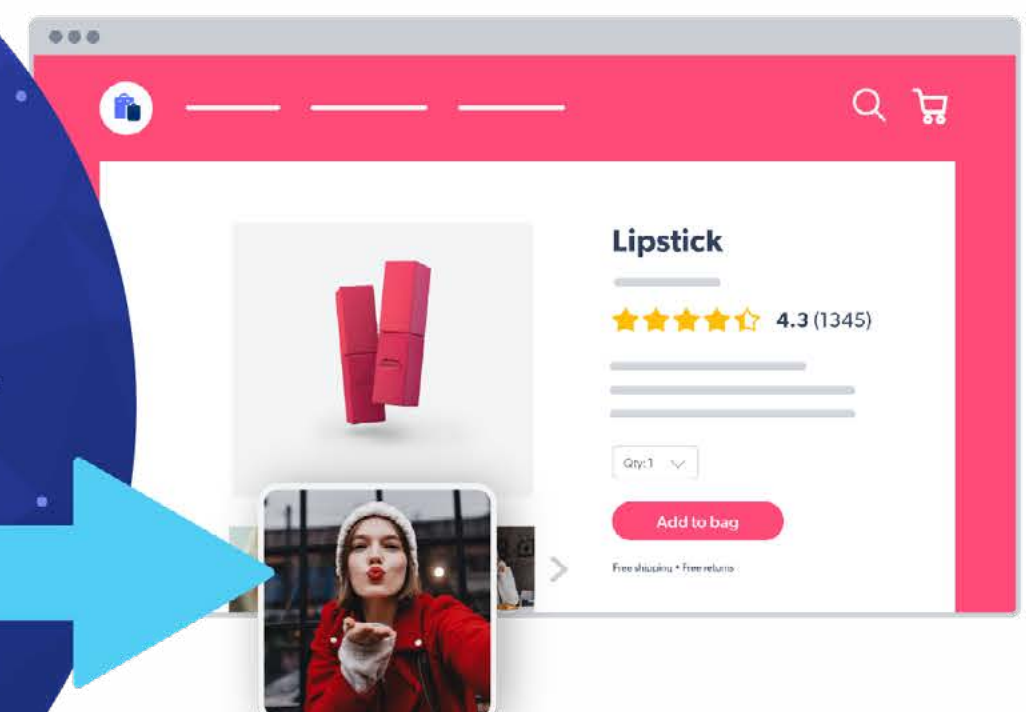 Lipstick
4.3 (1345)
Qty: 1
Add to bag
Free shipping • Free returns